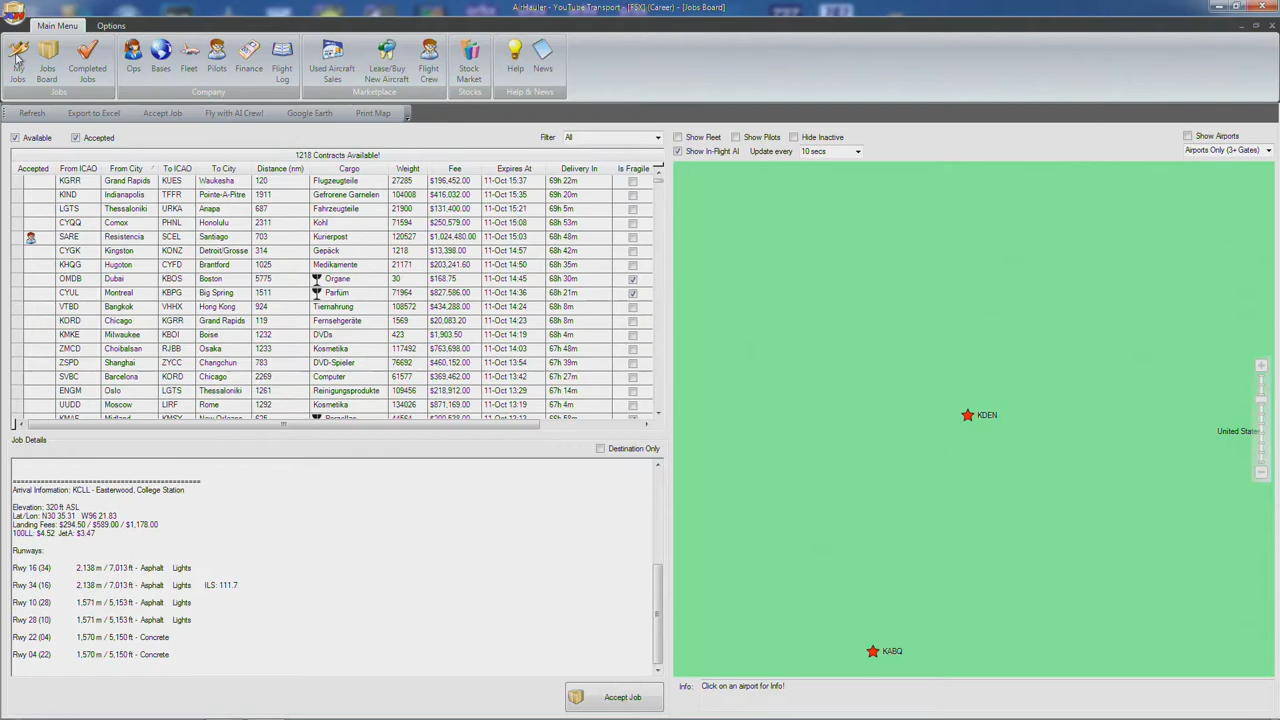 AirHauler - YouTube Transport - [FSX] (Career) - [Jobs Board]
Main Menu Options
My Jobs Jobs Board Completed Jobs Ops Bases Fleet Pilots Finance Flight Log Used Aircraft Sales Lease/Buy New Aircraft Flight Crew Stock Market Help News
Jobs Company Marketplace Stocks Help & News
Refresh Export to Excel Accept Job Fly with AI Crew! Google Earth Print Map
Available Accepted Filter All Show Fleet Show Pilots Hide Inactive Show Airports
1218 Contracts Available! Show In-Flight AI Update every 10 secs Airports Only (3+ Gates)
Accepted From ICAO From City To ICAO To City Distance (nm) Cargo Weight Fee Expires At Delivery In Is Fragile
KGRR Grand Rapids KUES Waukesha 120 Flugzeugteile 27285 $196,452.00 11-Oct 15:37 69h 22m
KIND Indianapolis TFFR Pointe-A-Pitre 1911 Gefrorene Garnelen 104008 $416,032.00 11-Oct 15:35 69h 20m
LGTS Thessaloniki URKA Anapa 687 Fahrzeugteile 21900 $131,400.00 11-Oct 15:21 69h 5m
CYQQ Comox PHNL Honolulu 2311 Kohl 71594 $250,579.00 11-Oct 15:08 68h 53m
SARE Resistencia SCEL Santiago 703 Kurierpost 120527 $1,024,480.00 11-Oct 15:03 68h 48m
CYGK Kingston KONZ Detroit/Grosse 314 Gepäck 1218 $13,398.00 11-Oct 14:57 68h 42m
KHQG Hugoton CYFD Brantford 1025 Medikamente 21171 $203,241.60 11-Oct 14:50 68h 35m
OMDB Dubai KBOS Boston 5775 Organe 30 $168.75 11-Oct 14:45 68h 30m
CYUL Montreal KBPG Big Spring 1511 Parfüm 71964 $827,586.00 11-Oct 14:36 68h 21m
VTBD Bangkok VHHX Hong Kong 924 Tiernahrung 108572 $434,288.00 11-Oct 14:23 68h 8m
KORD Chicago KGRR Grand Rapids 119 Fernsehgeräte 1569 $20,083.20 11-Oct 14:23 68h 8m
KMKE Milwaukee KBOI Boise 1232 DVDs 423 $1,903.50 11-Oct 14:19 68h 4m
ZMCD Choibalsan RJBB Osaka 1233 Kosmetika 117492 $763,698.00 11-Oct 14:03 67h 48m
ZSPD Shanghai ZYCC Changchun 783 DVD-Spieler 76692 $460,152.00 11-Oct 13:54 67h 39m
SVBC Barcelona KORD Chicago 2269 Computer 61577 $369,462.00 11-Oct 13:42 67h 27m
ENGM Oslo LGTS Thessaloniki 1261 Reinigungsprodukte 109456 $218,912.00 11-Oct 13:29 67h 14m
UUDD Moscow LIRF Rome 1292 Kosmetika 134026 $871,169.00 11-Oct 13:19 67h 4m
Job Details
Destination Only
==============================================
Arrival Information: KCLL - Easterwood, College Station
Elevation: 320 ft ASL
Lat/Lon: N30 35.31 W96 21.83
Landing Fees: $294.50 / $589.00 / $1,178.00
100LL: $4.52 JetA: $3.47
Runways:
Rwy 16 (34) 2,138 m / 7,013 ft - Asphalt Lights
Rwy 34 (16) 2,138 m / 7,013 ft - Asphalt Lights ILS: 111.7
Rwy 10 (28) 1,571 m / 5,153 ft - Asphalt Lights
Rwy 28 (10) 1,571 m / 5,153 ft - Asphalt Lights
Rwy 22 (04) 1,570 m / 5,150 ft - Concrete
Rwy 04 (22) 1,570 m / 5,150 ft - Concrete
Accept Job
KDEN
United State
KABQ
Info: Click on an airport for Info!